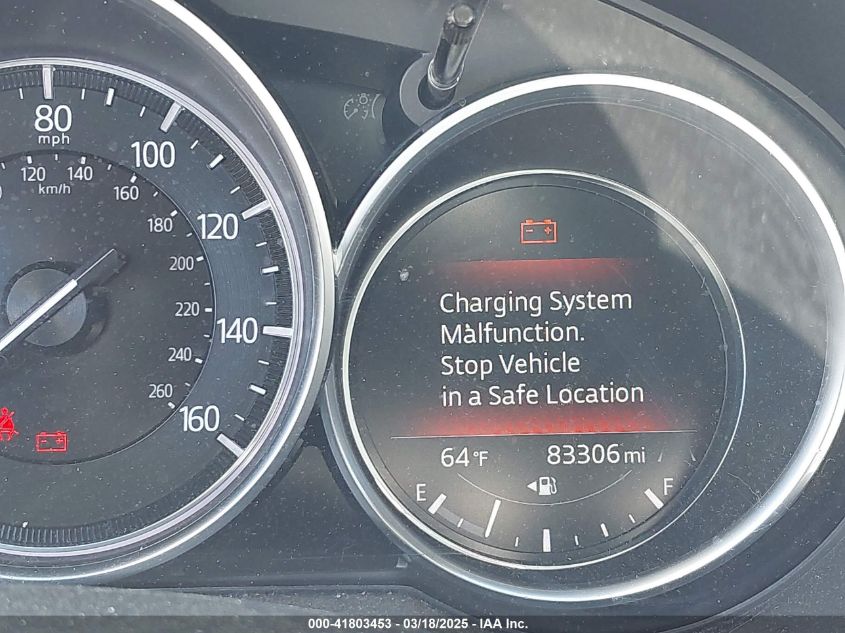 80
mph
100
120
140
160
120
140
km/h
160
180
200
220
240
260
Charging System
Malfunction.
Stop Vehicle
in a Safe Location
64°F
83306 mi
E
F
000-41803453 - 03/18/2025 - IAA Inc.